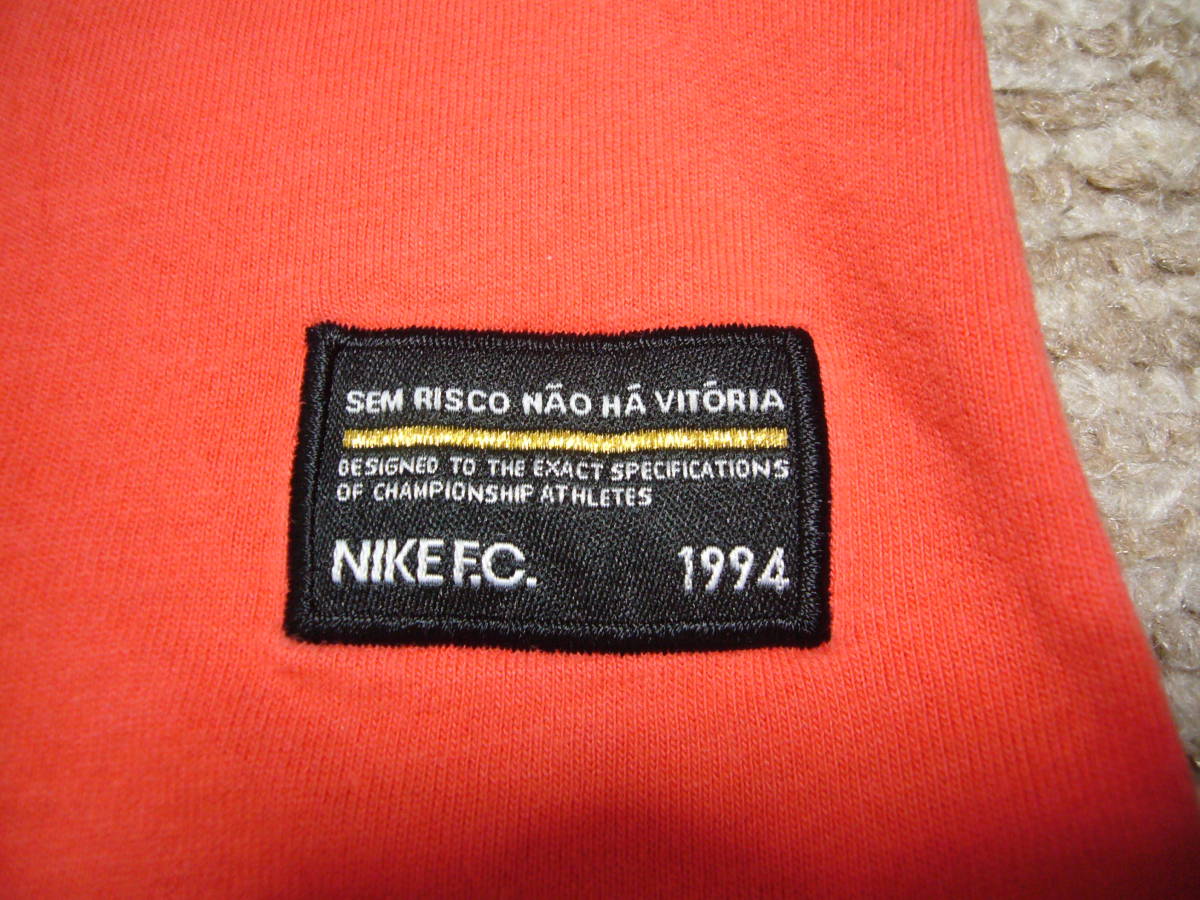 SEM RISCO NÃO HÁ VITÓRIA
DESIGNED TO THE EXACT SPECIFICATIONS
OF CHAMPIONSHIP ATHLETES
NIKE F.C. 1994